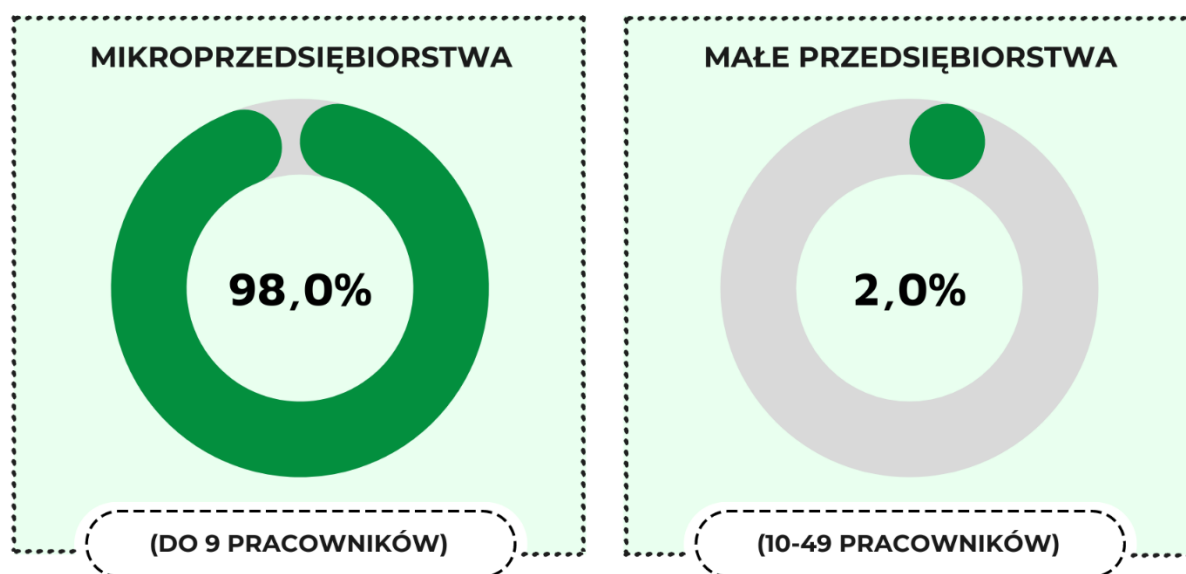 MIKROPRZEDSIĘBIORSTWA
98,0%
(DO 9 PRACOWNIKÓW)
MAŁE PRZEDSIĘBIORSTWA
2,0%
(10-49 PRACOWNIKÓW)